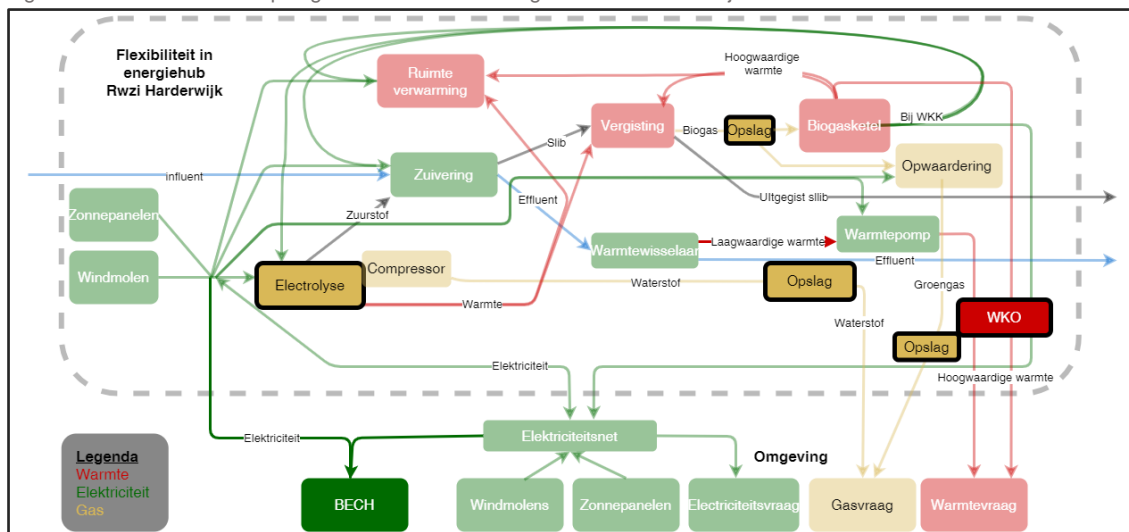 Flexibiliteit in
energiehub
Rwzi Harderwijk
Ruimte
verwarming
Hoogwaardige
warmte
Vergisting
Biogas
Opslag
Biogasketel
Bij WKK
Slib
Opwaardering
influent
Zuivering
Uitgegist sllib
Zonnepanelen
Zuurstof
Effluent
Laagwaardige warmte
Warmtepomp
Warmtewisselaar
Effluent
Windmolen
Electrolyse
Compressor
Waterstof
Opslag
Groengas
Warmte
WKO
Waterstof
Opslag
Elektriciteit
Hoogwaardige warmte
Elektriciteit
Elektriciteitsnet
Omgeving
Legenda
Warmte
Elektriciteit
Gas
BECH
Windmolens
Zonnepanelen
Electriciteitsvraag
Gasvraag
Warmtevraag